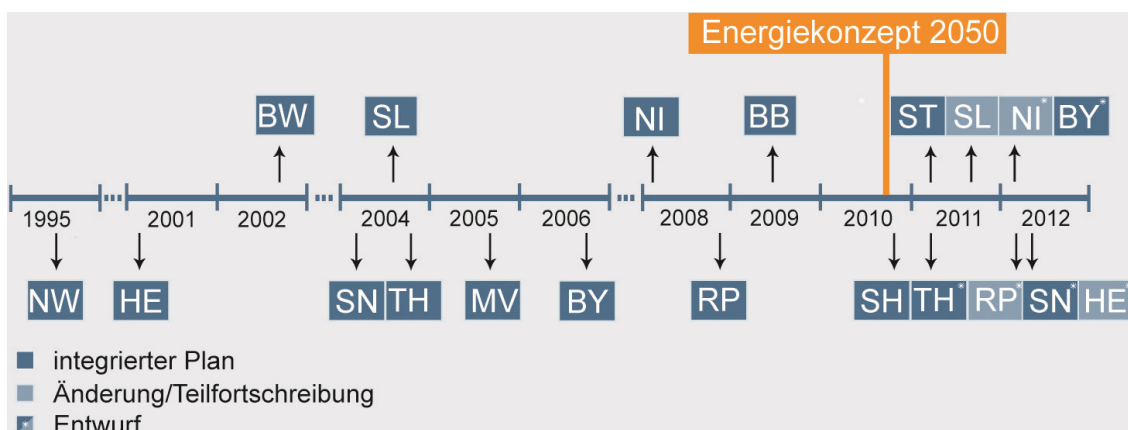 Energiekonzept 2050
BW SL NI BB ST SL NI* BY*
1995 2001 2002 2004 2005 2006 2008 2009 2010 2011 2012
NW HE SN TH MV BY RP SH TH* RP* SN* HE*
integrierter Plan
Änderung/Teilfortschreibung
* Entwurf